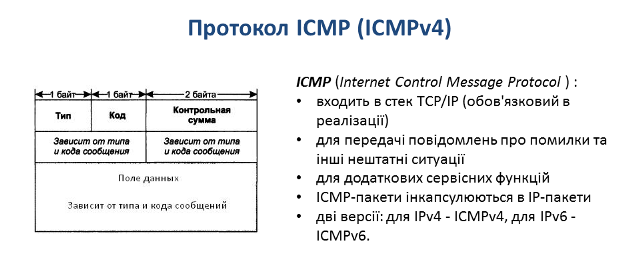 Протокол ICMP (ICMPv4)
1 байт 1 байт 2 байта
Тип Код Контрольная
сумма
Зависит от типа Зависит от типа
и кода сообщения и кода сообщения
Поле данных
Зависит от типа и кода сообщений
ICMP (Internet Control Message Protocol ) :
• входить в стек TCP/IP (обов'язковий в
реалізації)
• для передачі повідомлень про помилки та
інші нештатні ситуації
• для додаткових сервісних функцій
• ICMP-пакети інкапсулюються в IP-пакети
• дві версії: для IPv4 - ICMPv4, для IPv6 -
ICMPv6.